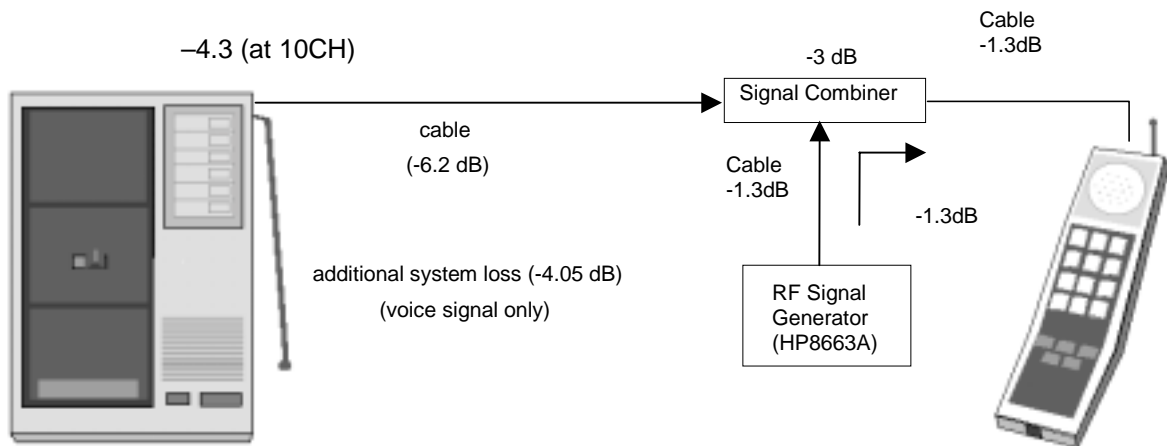 –4.3 (at 10CH)
Cable
-1.3dB
-3 dB
Signal Combiner
cable
(-6.2 dB)
Cable
-1.3dB
-1.3dB
additional system loss (-4.05 dB)
(voice signal only)
RF Signal
Generator
(HP8663A)